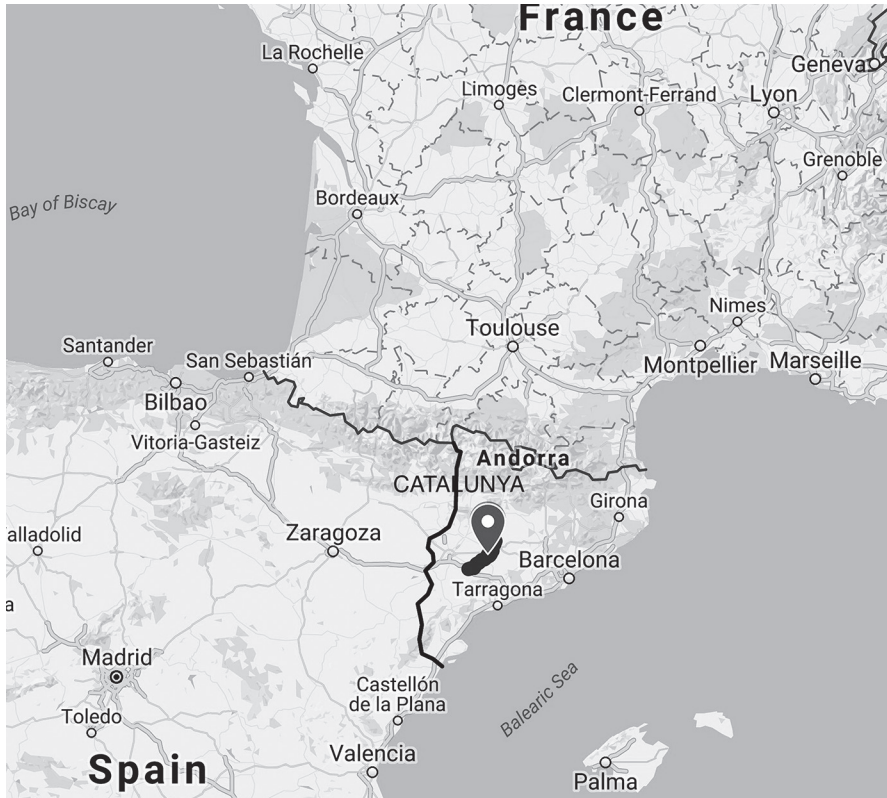 France
La Rochelle
Geneva
Limoges
Clermont-Ferrand
Lyon
Grenoble
Bay of Biscay
Bordeaux
Nimes
Toulouse
Santander
San Sebastián
Montpellier
Marseille
Bilbao
Vitoria-Gasteiz
Andorra
CATALUNYA
Girona
alladolid
Zaragoza
Barcelona
Tarragona
a
Madrid
Castellón
de la Plana
Balearic Sea
Toledo
Valencia
Spain
Palma